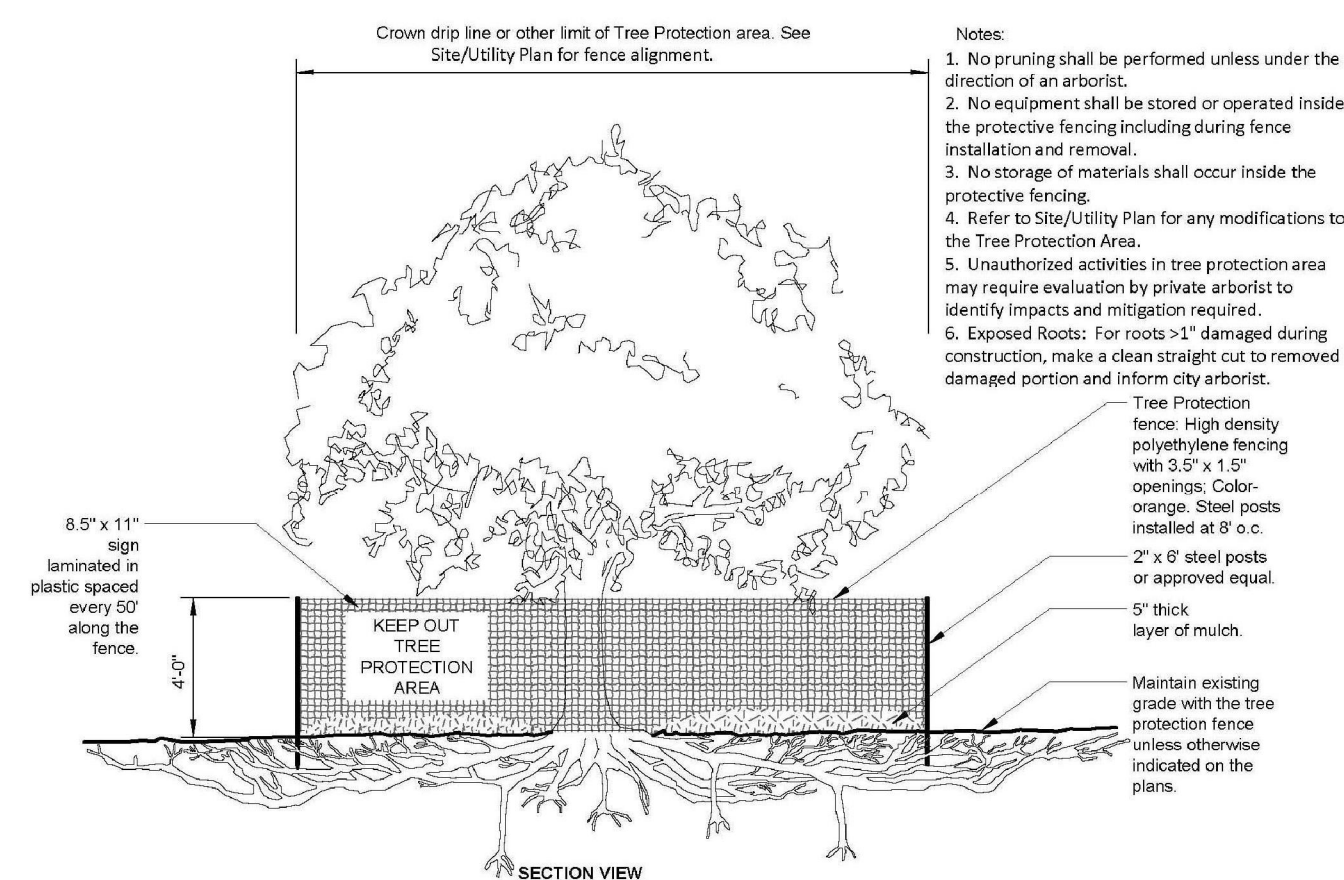 Crown drip line or other limit of Tree Protection area. See
Site/Utility Plan for fence alignment.
Notes:
1. No pruning shall be performed unless under the
direction of an arborist.
2. No equipment shall be stored or operated inside
the protective fencing including during fence
installation and removal.
3. No storage of materials shall occur inside the
protective fencing.
4. Refer to Site/Utility Plan for any modifications to
the Tree Protection Area.
5. Unauthorized activities in tree protection area
may require evaluation by private arborist to
identify impacts and mitigation required.
6. Exposed Roots: For roots >1" damaged during
construction, make a clean straight cut to removed
damaged portion and inform city arborist.
Tree Protection
fence: High density
polyethylene fencing
with 3.5" x 1.5"
openings; Color-
orange. Steel posts
installed at 8' o.c.
2" x 6' steel posts
or approved equal.
5" thick
layer of mulch.
Maintain existing
grade with the tree
protection fence
unless otherwise
indicated on the
plans.
8.5" x 11"
sign
laminated in
plastic spaced
every 50'
along the
fence.
4'-0"
KEEP OUT
TREE
PROTECTION
AREA
SECTION VIEW